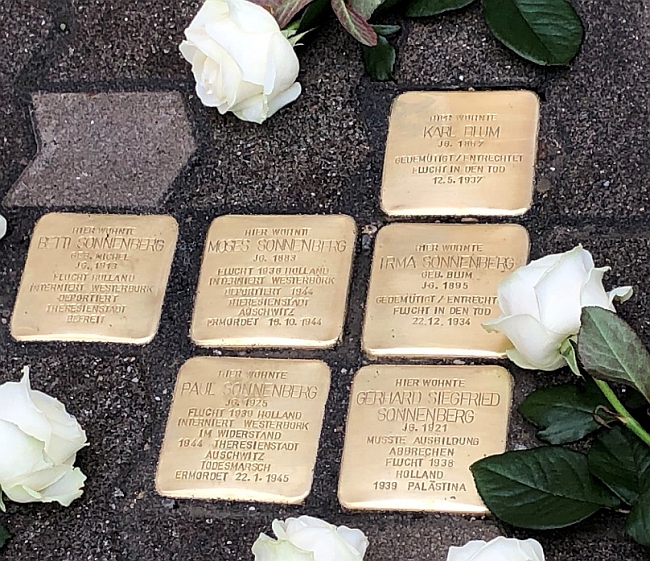 HIER WOHNTE
KARL BLUM
JG. 1867
GEDEMÜTIGT/ENTRECHTET
FLUCHT IN DEN TOD
12.5.1937
HIER WOHNTE
BETTI SONNENBERG
GEB. MICHEL
JG.
FLUCHT HOLLAND
INTERNIERT WESTERBORK
DEPORTIERT
THERESIENSTADT
BEFREIT
HIER WOHNTE
MOSES SONNENBERG
JG. 1883
FLUCHT 1938 HOLLAND
INTERNIERT WESTERBORK
DEPORTIERT 1944
THERESIENSTADT
AUSCHWITZ
ERMORDET 16.10.1944
HIER WOHNTE
IRMA SONNENBERG
GEB. BLUM
JG. 1895
GEDEMÜTIGT/ENTRECHT
FLUCHT IN DEN TOD
22.12.1934
HIER WOHNTE
PAUL SONNENBERG
JG. 1925
FLUCHT 1939 HOLLAND
INTERNIERT WESTERBORK
IM WIDERSTAND
1944 THERESIENSTADT
AUSCHWITZ
TODESMARSCH
ERMORDET 22.1.1945
HIER WOHNTE
GERHARD SIEGFRIED
SONNENBERG
JG. 1921
MUSSTE AUSBILDUNG
ABBRECHEN
FLUCHT 1938
HOLLAND
1939 PALÄSTINA